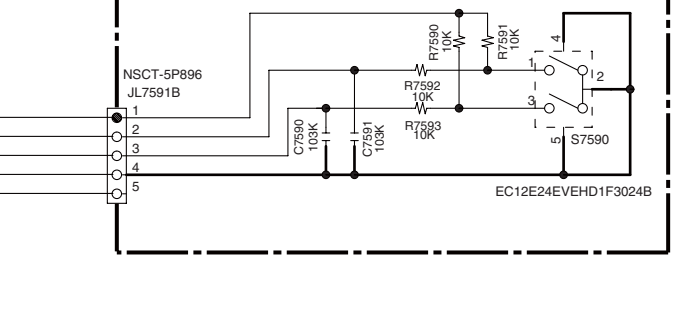 NSCT-5P896
JL7591B
1
2
3
4
5
R7590
10K
R7591
10K
R7592
10K
R7593
10K
C7590
103K
C7591
103K
4
1
2
3
5
S7590
EC12E24EVEHD1F3024B